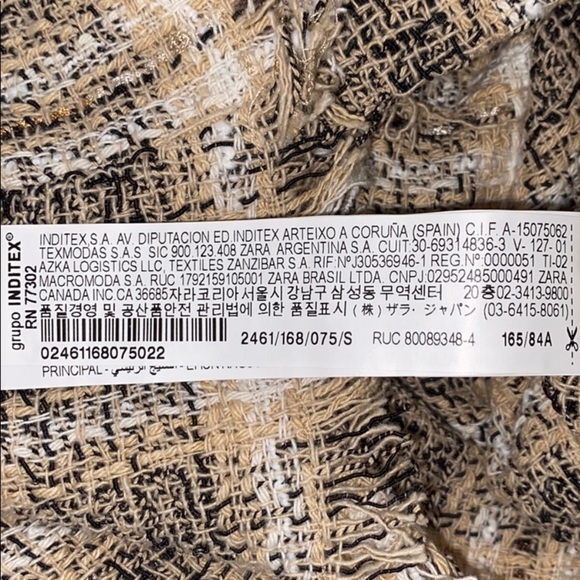 grupo INDITEX®
RN 77302
INDITEX,S.A. AV. DIPUTACION ED.INDITEX ARTEIXO A CORUÑA (SPAIN) C.I.F. A-15075062
TEXMODAS S.A.S SIC 900.123.408 ZARA ARGENTINA S.A. CUIT:30-69314836-3 V- 127-01
AZKA LOGISTICS LLC, TEXTILES ZANZIBAR S.A. RIF:NºJ30536946-1 REG.Nº 0000051 TI-02
MACROMODA S.A. RUC 1792159105001 ZARA BRASIL LTDA. CNPJ:02952485000491 ZARA
CANADA INC.CA 36685자라코리아서울시강남구삼성동 무역센터 20층02-3413-9800
품질경영 및 공산품안전 관리법에 의한 품질표시 (株) ザラ・ジャパン (03-6415-8061)
02461168075022
2461/168/075/S
RUC 80089348-4
165/84A
PRINCIPAL -